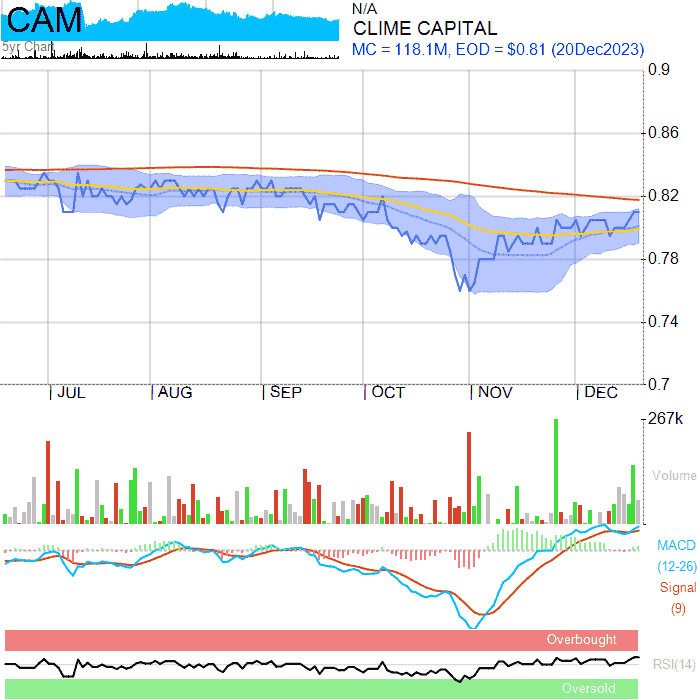 CAM
5yr Chart
N/A
CLIME CAPITAL
MC = 118.1M, EOD = $0.81 (20Dec2023)
0.9
0.86
0.82
0.78
0.74
0.7
JUL AUG SEP OCT NOV DEC
267k
Volume
MACD
(12-26)
Signal
(9)
Overbought
RSI(14)
Oversold